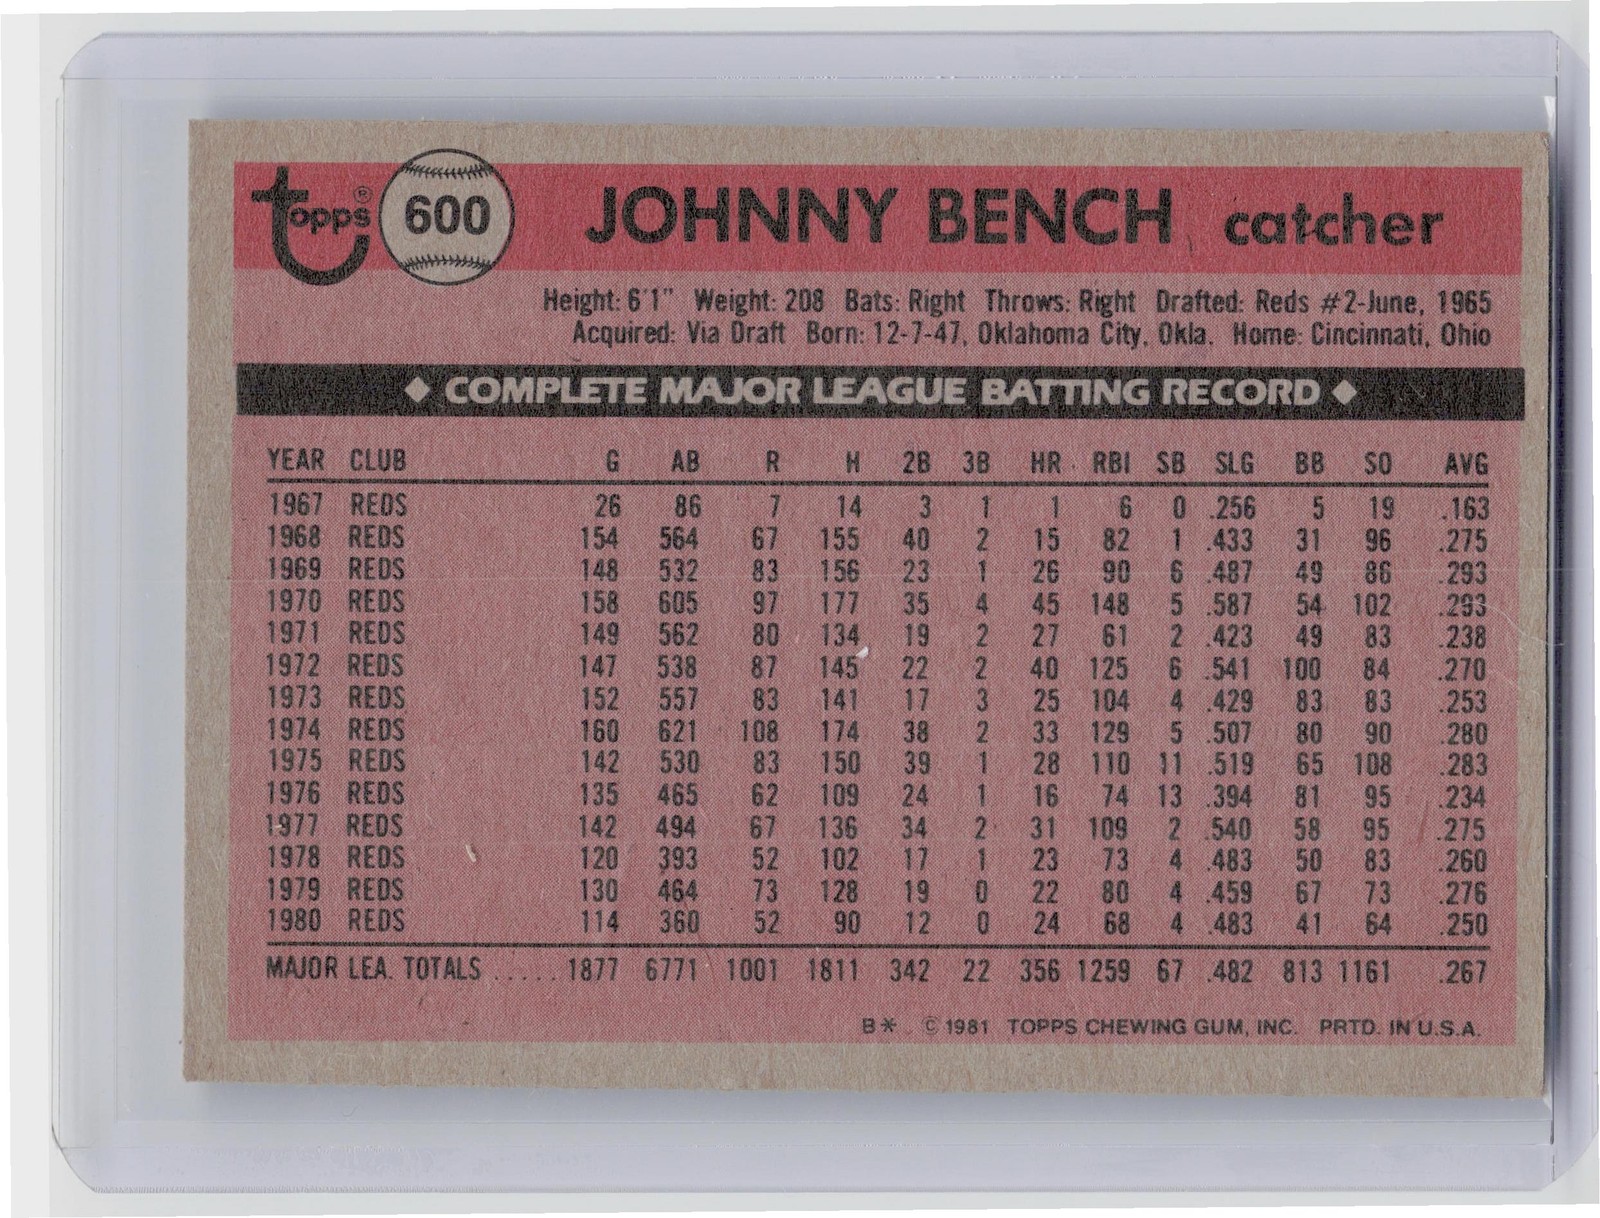 topps ® 600 JOHNNY BENCH catcher
Height: 6'1" Weight: 208 Bats: Right Throws: Right Drafted: Reds #2-June, 1965
Acquired: Via Draft Born: 12-7-47, Oklahoma City, Okla. Home: Cincinnati, Ohio
◆ COMPLETE MAJOR LEAGUE BATTING RECORD ◆
YEAR CLUB G AB R H 2B 3B HR RBI SB SLG BB SO AVG
1967 REDS 26 86 7 14 3 1 1 6 0 .256 5 19 .163
1968 REDS 154 564 67 155 40 2 15 82 1 .433 31 96 .275
1969 REDS 148 532 83 156 23 1 26 90 6 .487 49 86 .293
1970 REDS 158 605 97 177 35 4 45 148 5 .587 54 102 .293
1971 REDS 149 562 80 134 19 2 27 61 2 .423 49 83 .238
1972 REDS 147 538 87 145 22 2 40 125 6 .541 100 84 .270
1973 REDS 152 557 83 141 17 3 25 104 4 .429 83 83 .253
1974 REDS 160 621 108 174 38 2 33 129 5 .507 80 90 .280
1975 REDS 142 530 83 150 39 1 28 110 11 .519 65 108 .283
1976 REDS 135 465 62 109 24 1 16 74 13 .394 81 95 .234
1977 REDS 142 494 67 136 34 2 31 109 2 .540 58 95 .275
1978 REDS 120 393 52 102 17 1 23 73 4 .483 50 83 .260
1979 REDS 130 464 73 128 19 0 22 80 4 .459 67 73 .276
1980 REDS 114 360 52 90 12 0 24 68 4 .483 41 64 .250
MAJOR LEA. TOTALS ..... 1877 6771 1001 1811 342 22 356 1259 67 .482 813 1161 .267
B* © 1981 TOPPS CHEWING GUM, INC. PRTD. IN U.S.A.